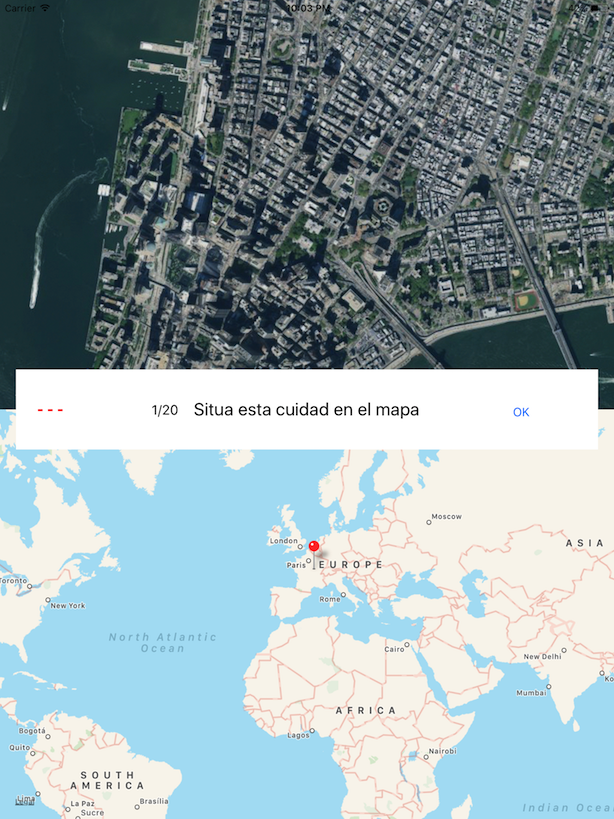 Carrier 10:03 PM
- - - 1/20 Situa esta cuidad en el mapa OK
Moscow
London
ASIA
Paris
EUROPE
Toronto
New York
Rome
North Atlantic
Ocean
Cairo
New Delhi
Mumbai
Ko
AFRICA
Bogotá
Lagos
Quito
Nairobi
SOUTH
AMERICA
Lima
La Paz
Brasília
Sucre
Indian Ocea